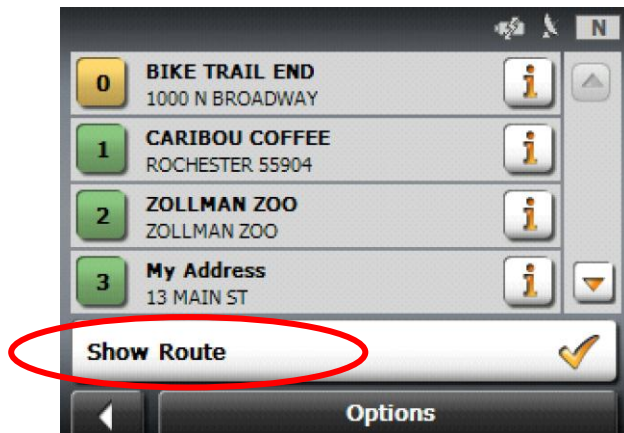 N
0
BIKE TRAIL END
1000 N BROADWAY
i
1
CARIBOU COFFEE
ROCHESTER 55904
i
2
ZOLLMAN ZOO
ZOLLMAN ZOO
i
3
My Address
13 MAIN ST
i
Show Route
Options